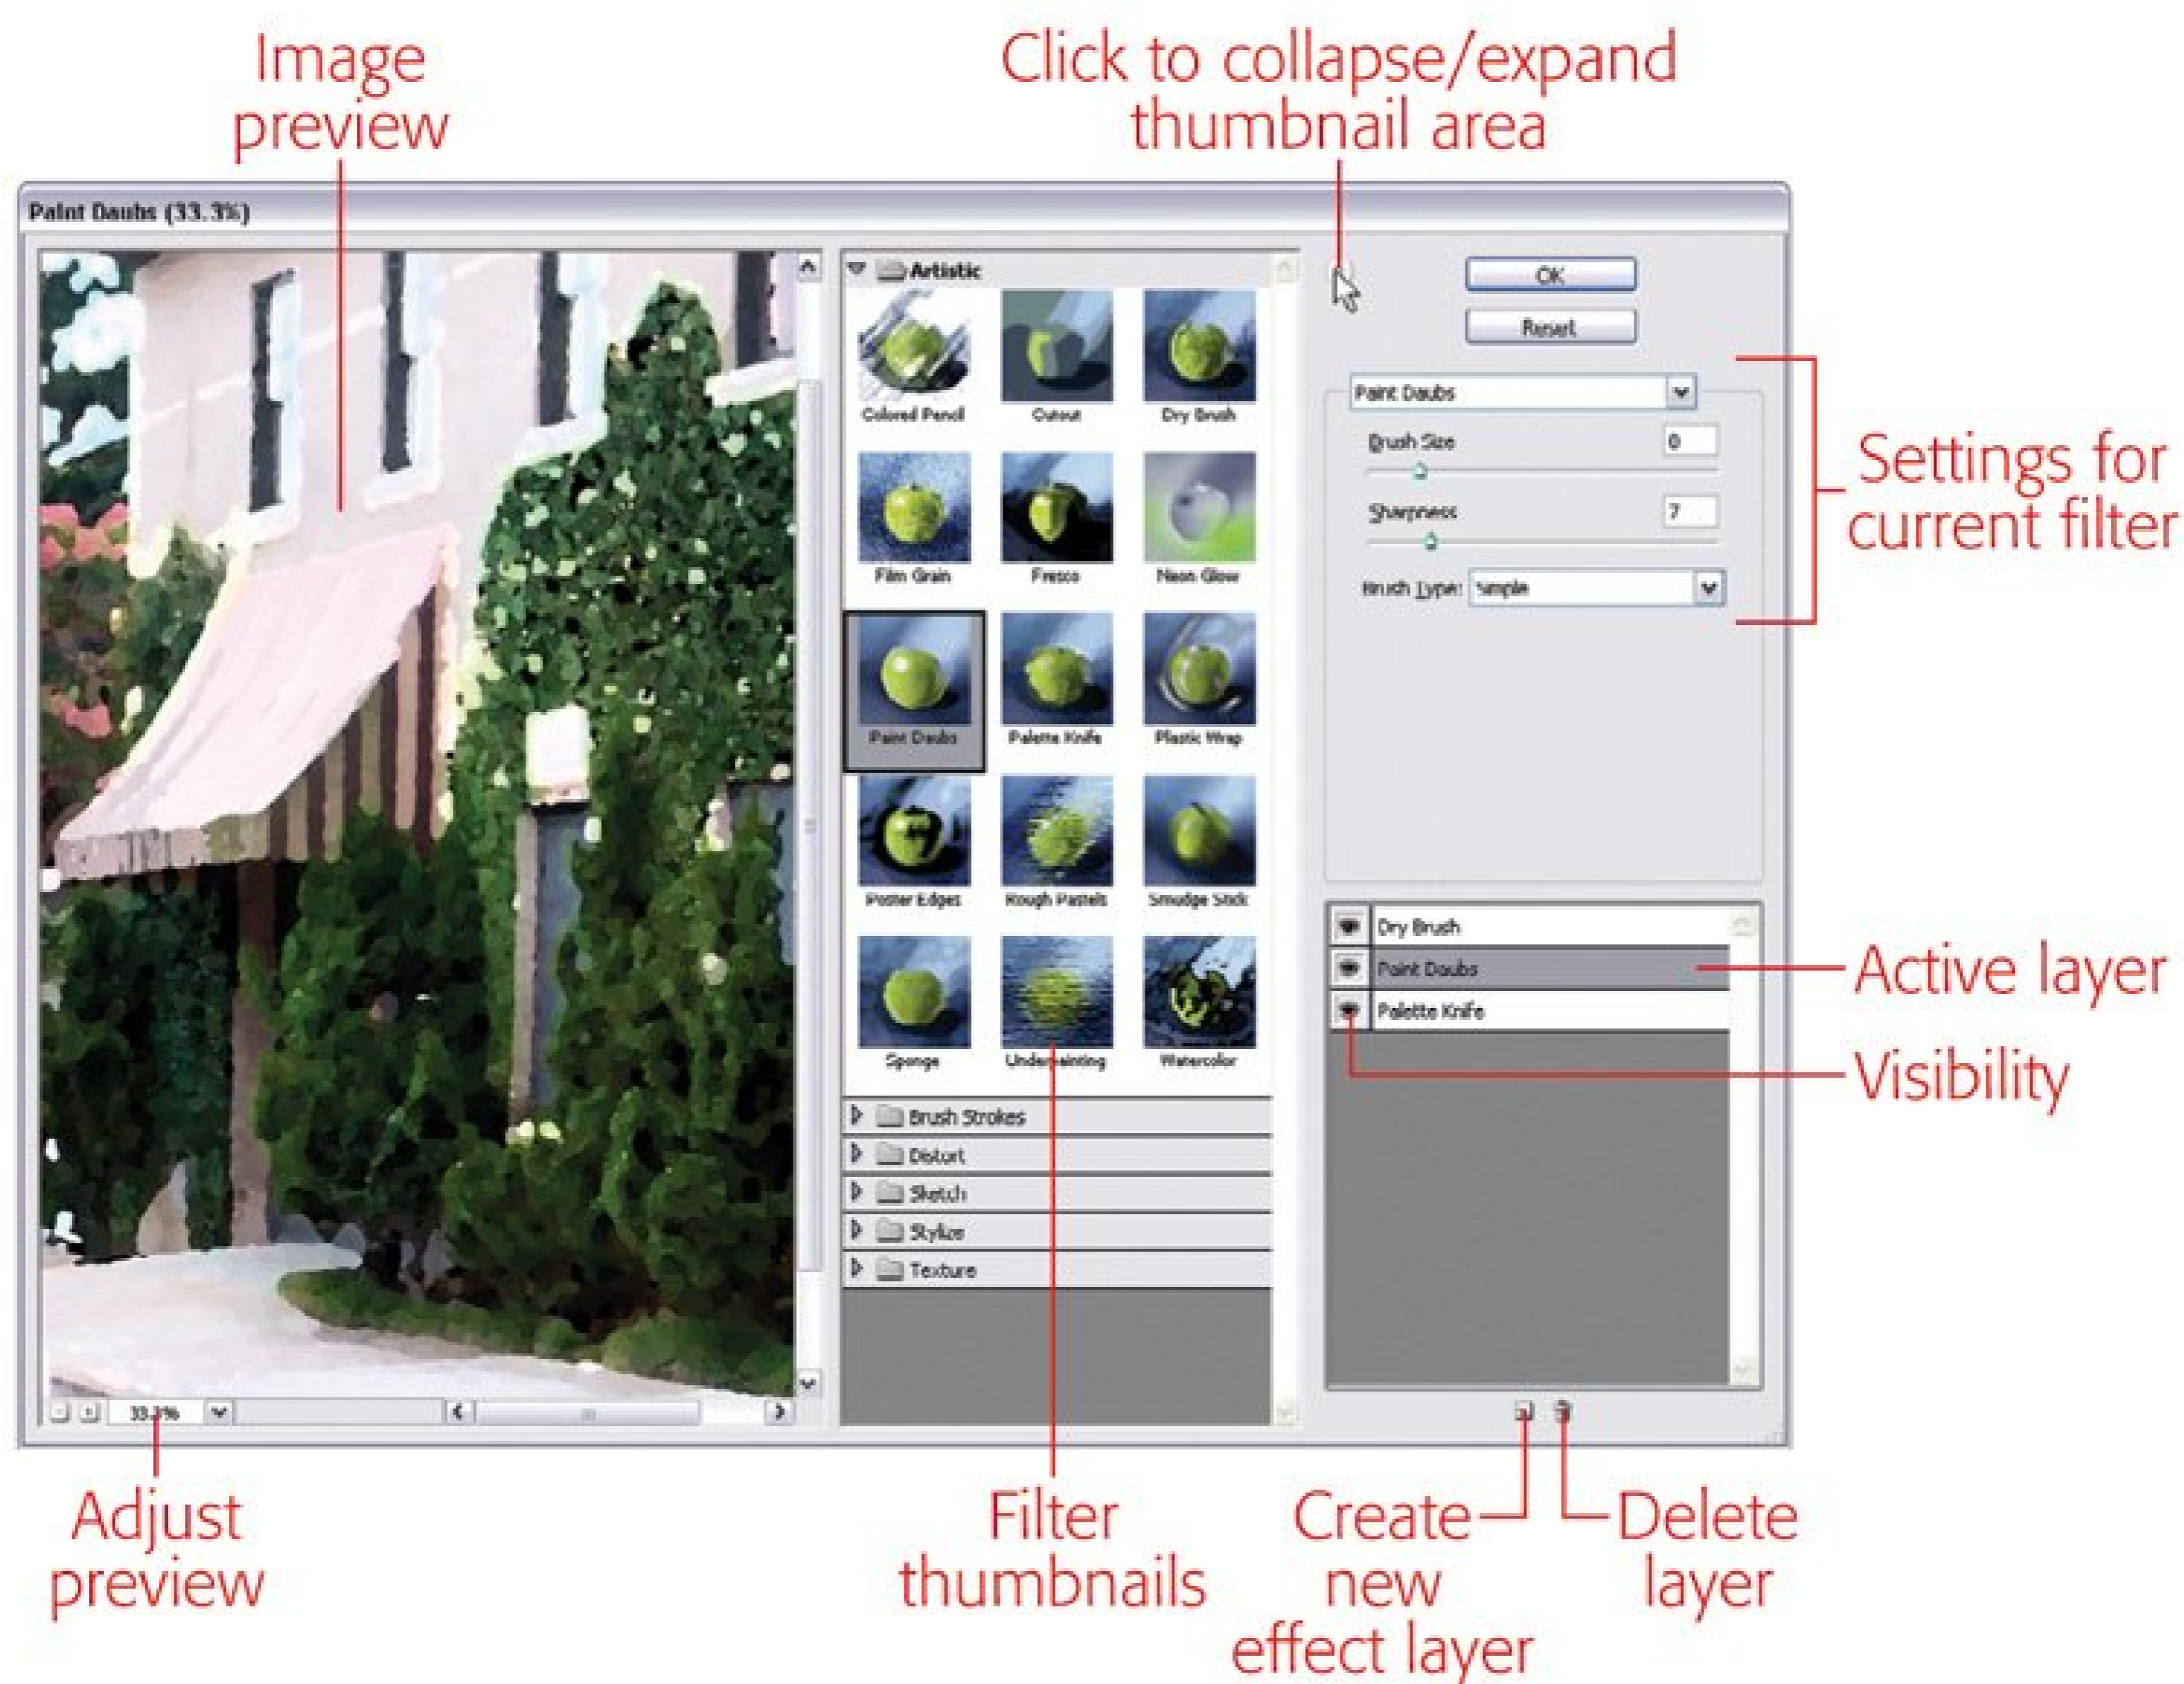 Image
preview
Click to collapse/expand
thumbnail area
Paint Daubs (33.3%)
Artistic
Colored Pencil
Cutout
Dry Brush
Film Grain
Fresco
Neon Glow
Paint Daubs
Palette Knife
Plastic Wrap
Poster Edges
Rough Pastels
Smudge Stick
Sponge
Underpainting
Watercolor
Brush Strokes
Distort
Sketch
Stylize
Texture
OK
Reset
Paint Daubs
Brush Size
Sharpness 7
Brush Type: Simple
Settings for
current filter
Dry Brush
Paint Daubs
Palette Knife
Active layer
Visibility
33.3%
Adjust
preview
Filter
thumbnails
Create
new
effect layer
Delete
layer